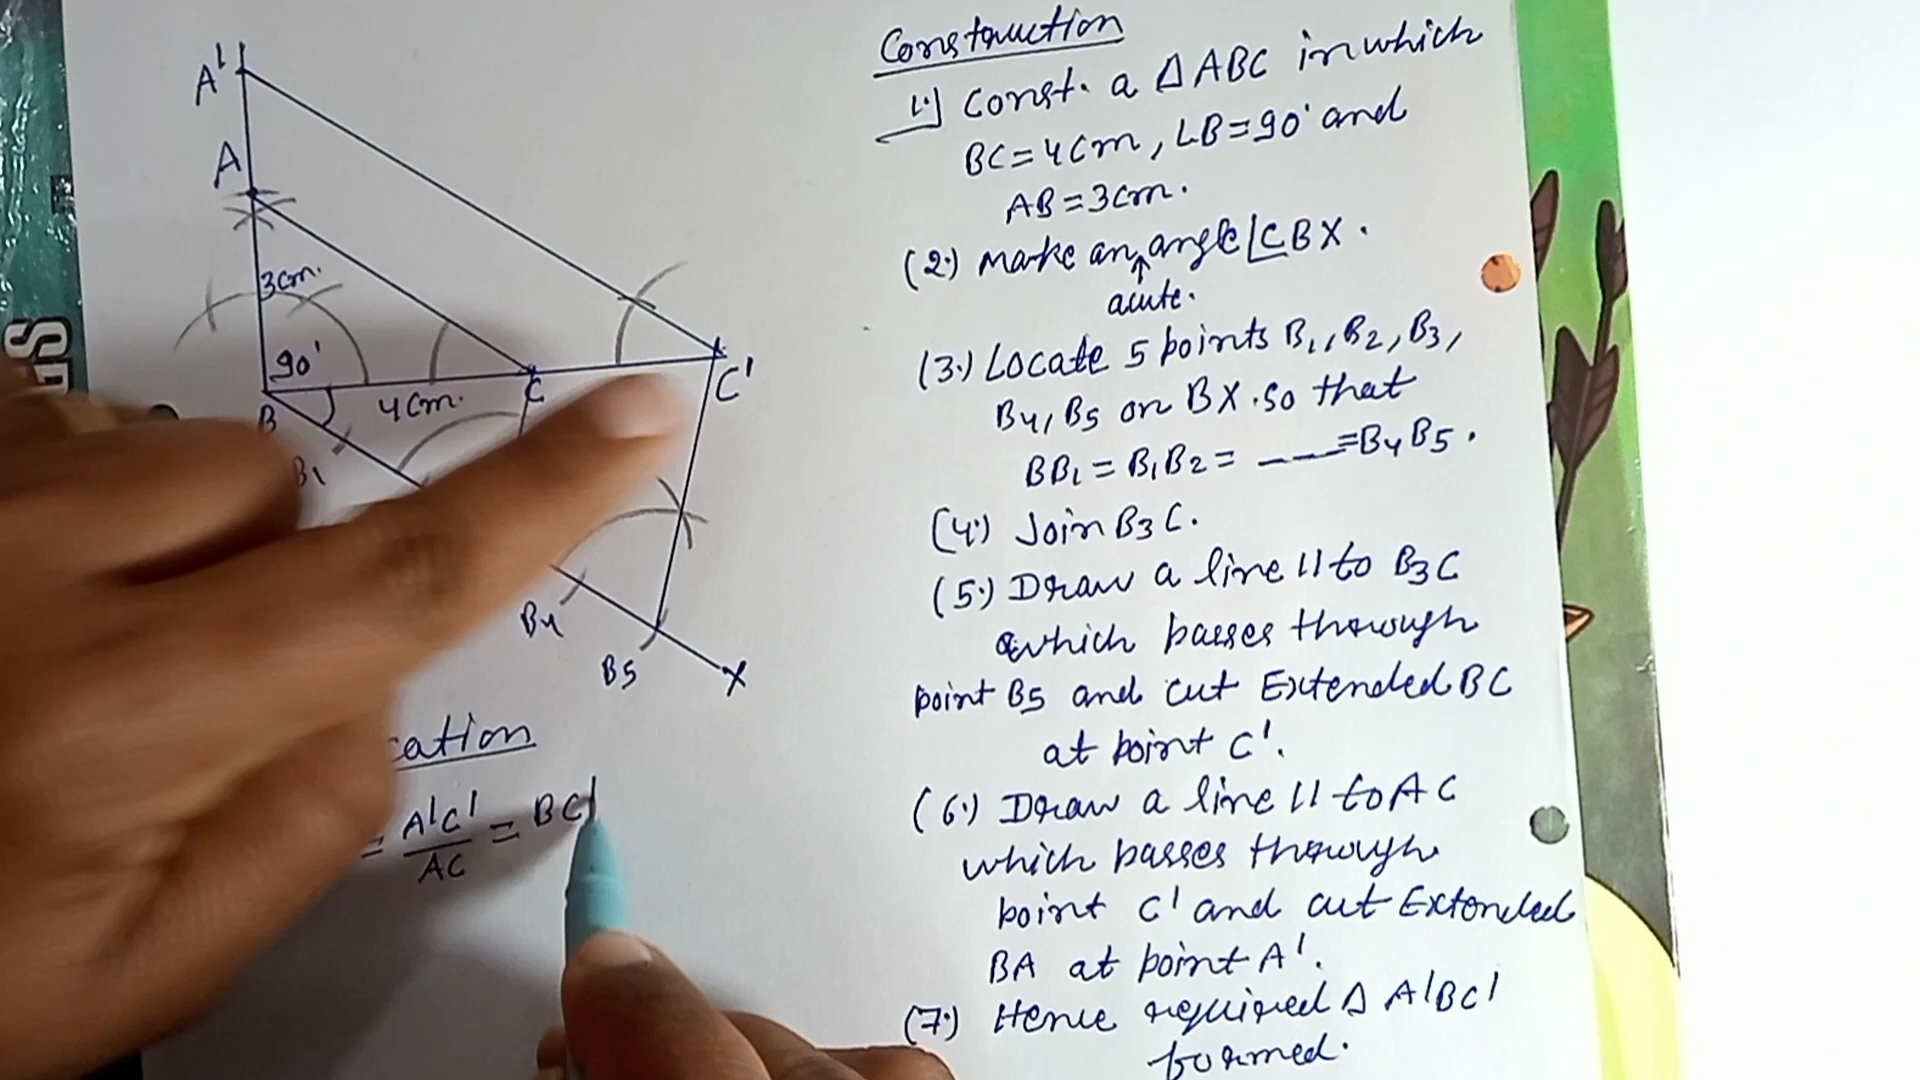 A'
A
3cm.
90°
B
4cm.
C
C'
B1
B4
B5
X
cation
= A'C'/AC = BC'
Construction
1.) Const. a Δ ABC in which
BC = 4cm, ∠B = 90° and
AB = 3cm.
(2.) Make an angle ∠CBX.
acute.
(3.) Locate 5 points B1, B2, B3,
B4, B5 on BX. so that
BB1 = B1B2 = ___ = B4B5.
(4.) Join B3C.
(5.) Draw a line || to B3C
which passes through
point B5 and cut Extended BC
at point C'.
(6.) Draw a line || to AC
which passes through
point C' and cut Extended
BA at point A'.
(7.) Hence required Δ A'BC'
formed.